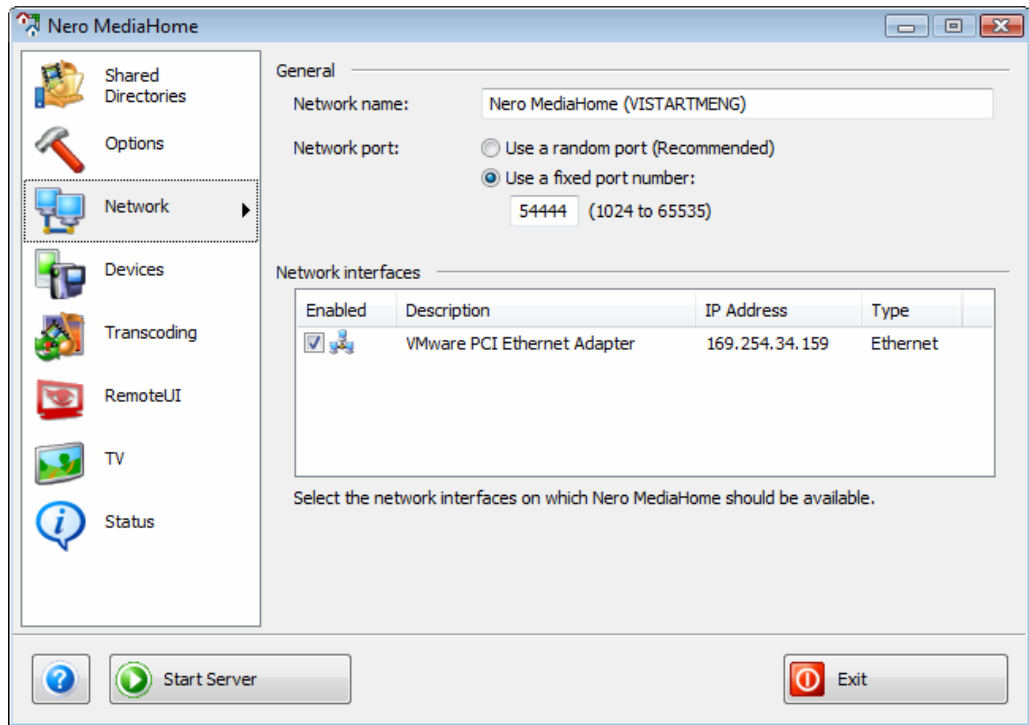 Nero MediaHome
Shared
Directories
Options
Network
Devices
Transcoding
RemoteUI
TV
Status
General
Network name: Nero MediaHome (VISTARTMENG)
Network port: Use a random port (Recommended)
Use a fixed port number:
54444 (1024 to 65535)
Network interfaces
Enabled Description IP Address Type
VMware PCI Ethernet Adapter 169.254.34.159 Ethernet
Select the network interfaces on which Nero MediaHome should be available.
? Start Server Exit